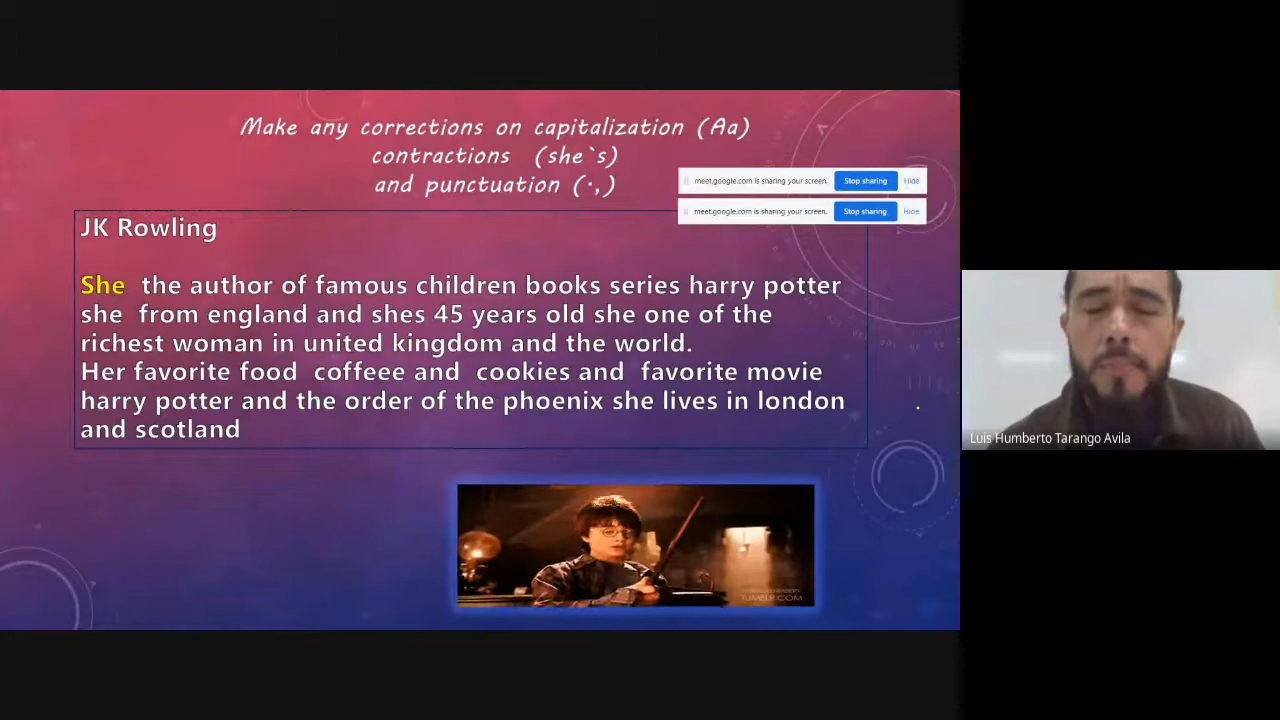 Make any corrections on capitalization (Aa)
contractions (she`s)
and punctuation (.,)
meet.google.com is sharing your screen. Stop sharing Hide
meet.google.com is sharing your screen. Stop sharing Hide
JK Rowling
She the author of famous children books series harry potter
she from england and shes 45 years old she one of the
richest woman in united kingdom and the world.
Her favorite food coffeee and cookies and favorite movie
harry potter and the order of the phoenix she lives in london
and scotland
TUMBLR.COM
Luis Humberto Tarango Avila